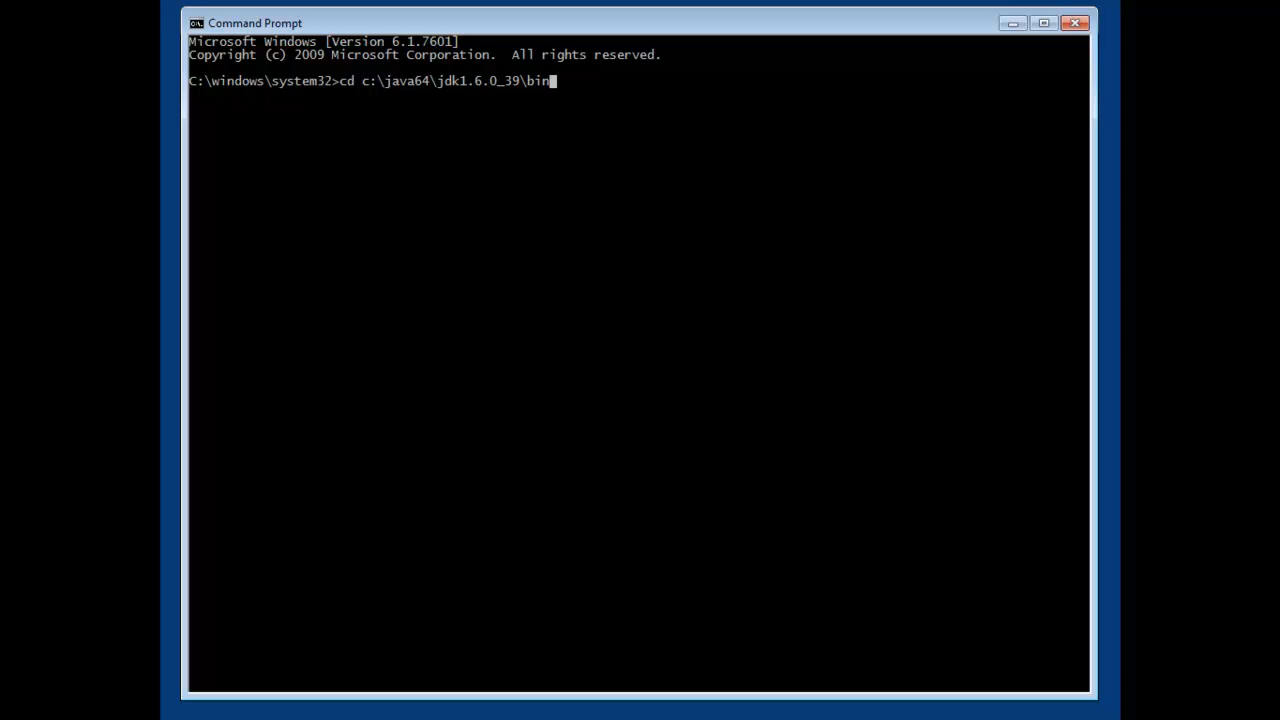 Command Prompt
Microsoft Windows [Version 6.1.7601]
Copyright (c) 2009 Microsoft Corporation.  All rights reserved.
C:\windows\system32>cd c:\java64\jdk1.6.0_39\bin